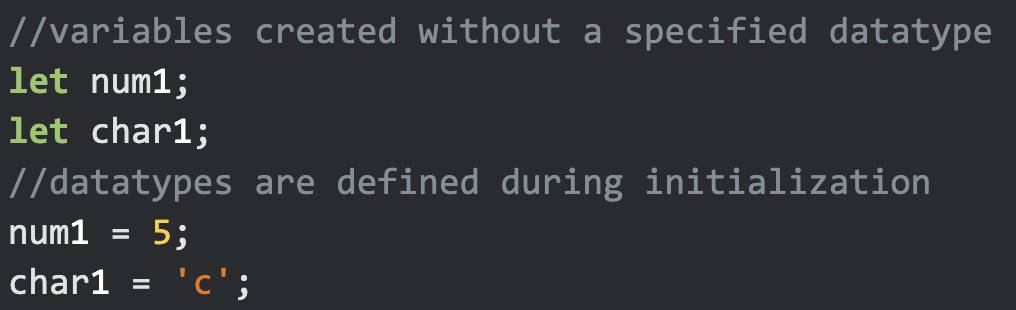 //variables created without a specified datatype
let num1;
let char1;
//datatypes are defined during initialization
num1 = 5;
char1 = 'c';